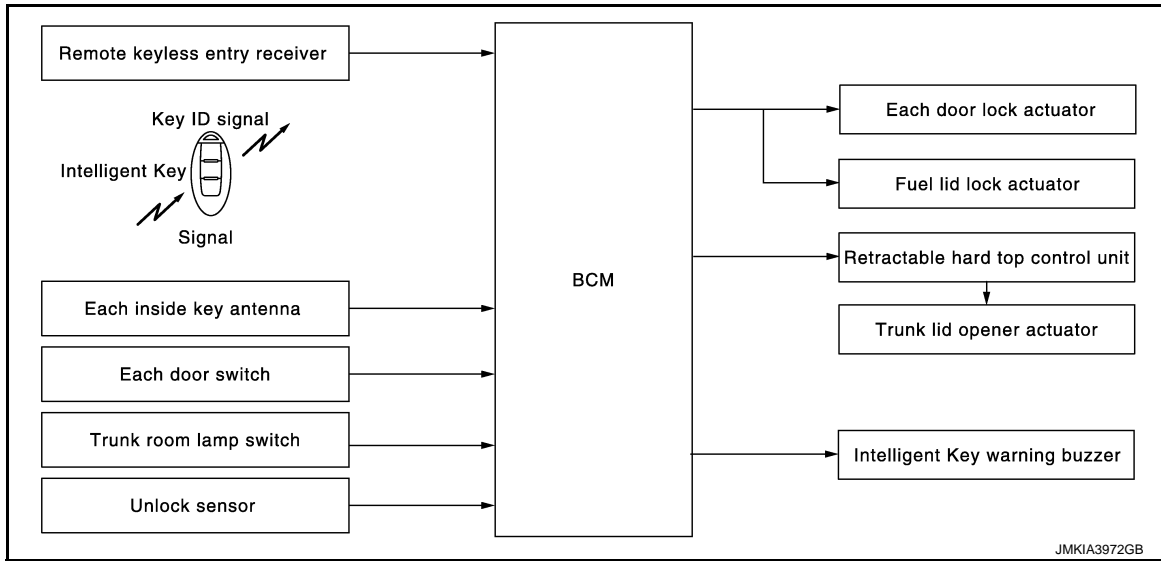 Remote keyless entry receiver
Key ID signal
Intelligent Key
Signal
Each inside key antenna
Each door switch
Trunk room lamp switch
Unlock sensor
BCM
Each door lock actuator
Fuel lid lock actuator
Retractable hard top control unit
Trunk lid opener actuator
Intelligent Key warning buzzer
JMKIA3972GB